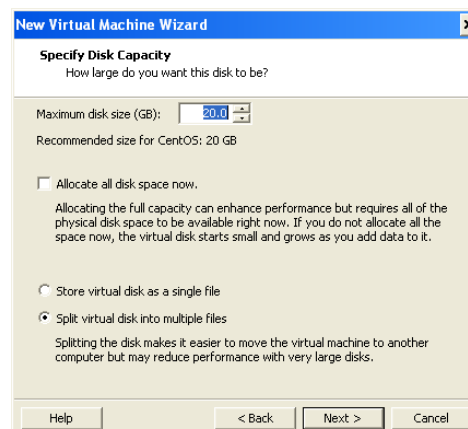 New Virtual Machine Wizard
Specify Disk Capacity
How large do you want this disk to be?
Maximum disk size (GB): 20.0
Recommended size for CentOS: 20 GB
Allocate all disk space now.
Allocating the full capacity can enhance performance but requires all of the
physical disk space to be available right now. If you do not allocate all the
space now, the virtual disk starts small and grows as you add data to it.
Store virtual disk as a single file
Split virtual disk into multiple files
Splitting the disk makes it easier to move the virtual machine to another
computer but may reduce performance with very large disks.
Help < Back Next > Cancel